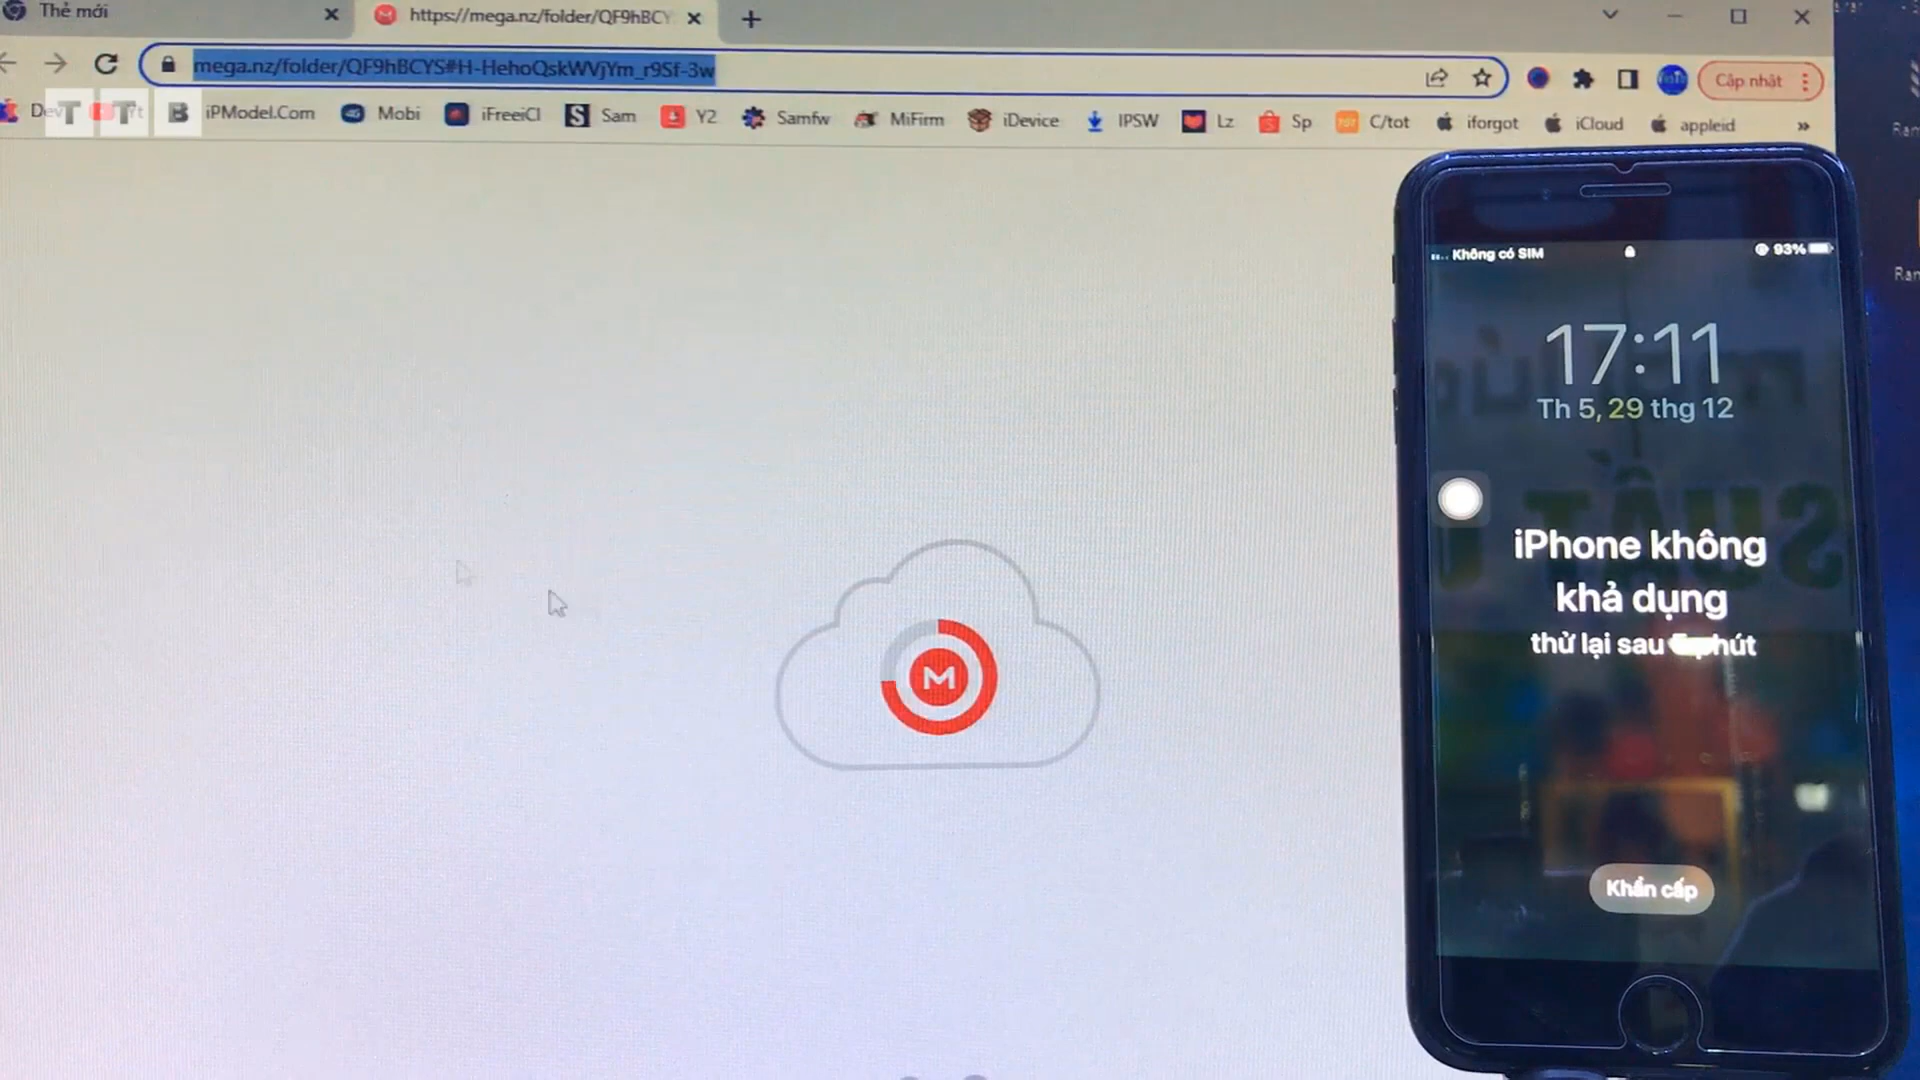 Thẻ mới
https://mega.nz/folder/QF9hBCY
mega.nz/folder/QF9hBCYS#H-HehoQskWVjYm_r9Sf-3w
Cập nhật
T
T
B
iPModel.Com
Mobi
iFreeiCl
Sam
Y2
Samfw
MiFirm
iDevice
IPSW
Lz
Sp
C/tot
iforgot
iCloud
appleid
M
Không có SIM
93%
17:11
Th 5, 29 thg 12
iPhone không
khả dụng
thử lại sau phút
Khẩn cấp